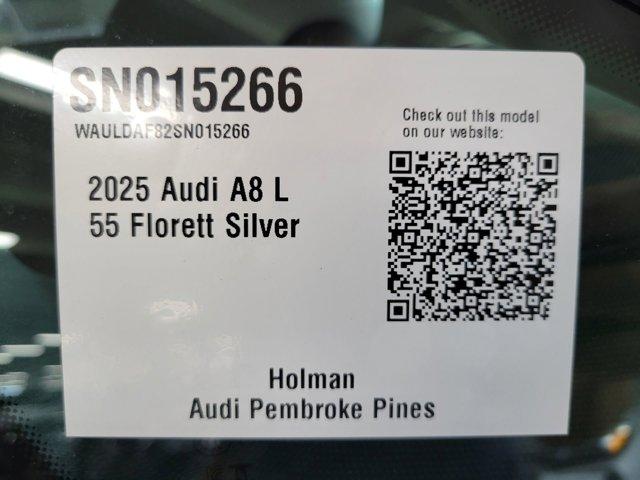 SN015266
WAULDAF82SN015266
Check out this model
on our website:
2025 Audi A8 L
55 Florett Silver
Holman
Audi Pembroke Pines